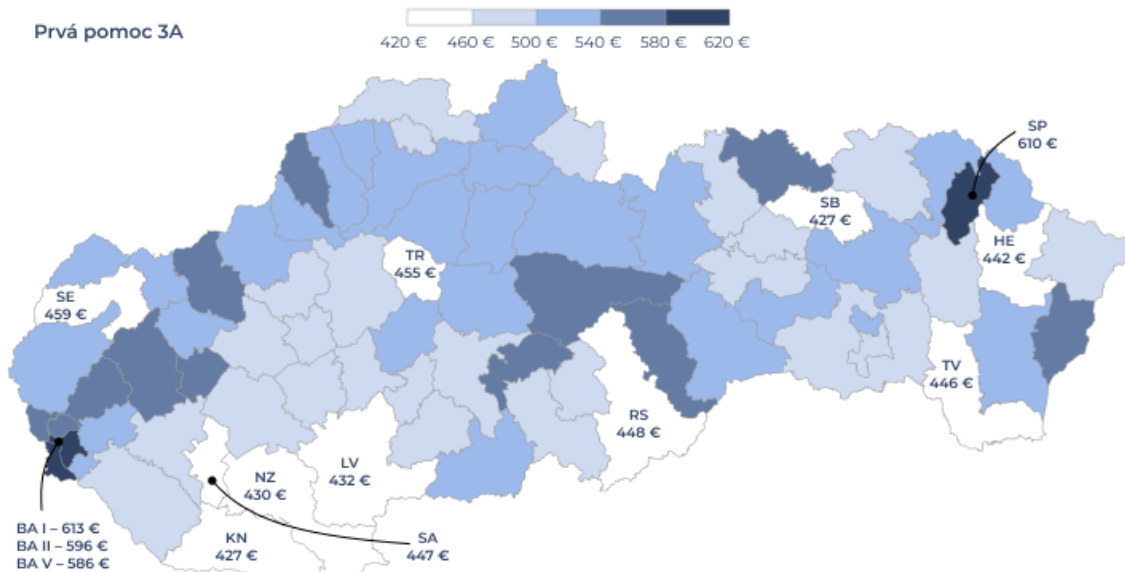 Prvá pomoc 3A
420 € 460 € 500 € 540 € 580 € 620 €
SP
610 €
SB
427 €
HE
442 €
TR
455 €
SE
459 €
TV
446 €
RS
448 €
LV
432 €
NZ
430 €
KN
427 €
SA
447 €
BA I – 613 €
BA II – 596 €
BA V – 586 €